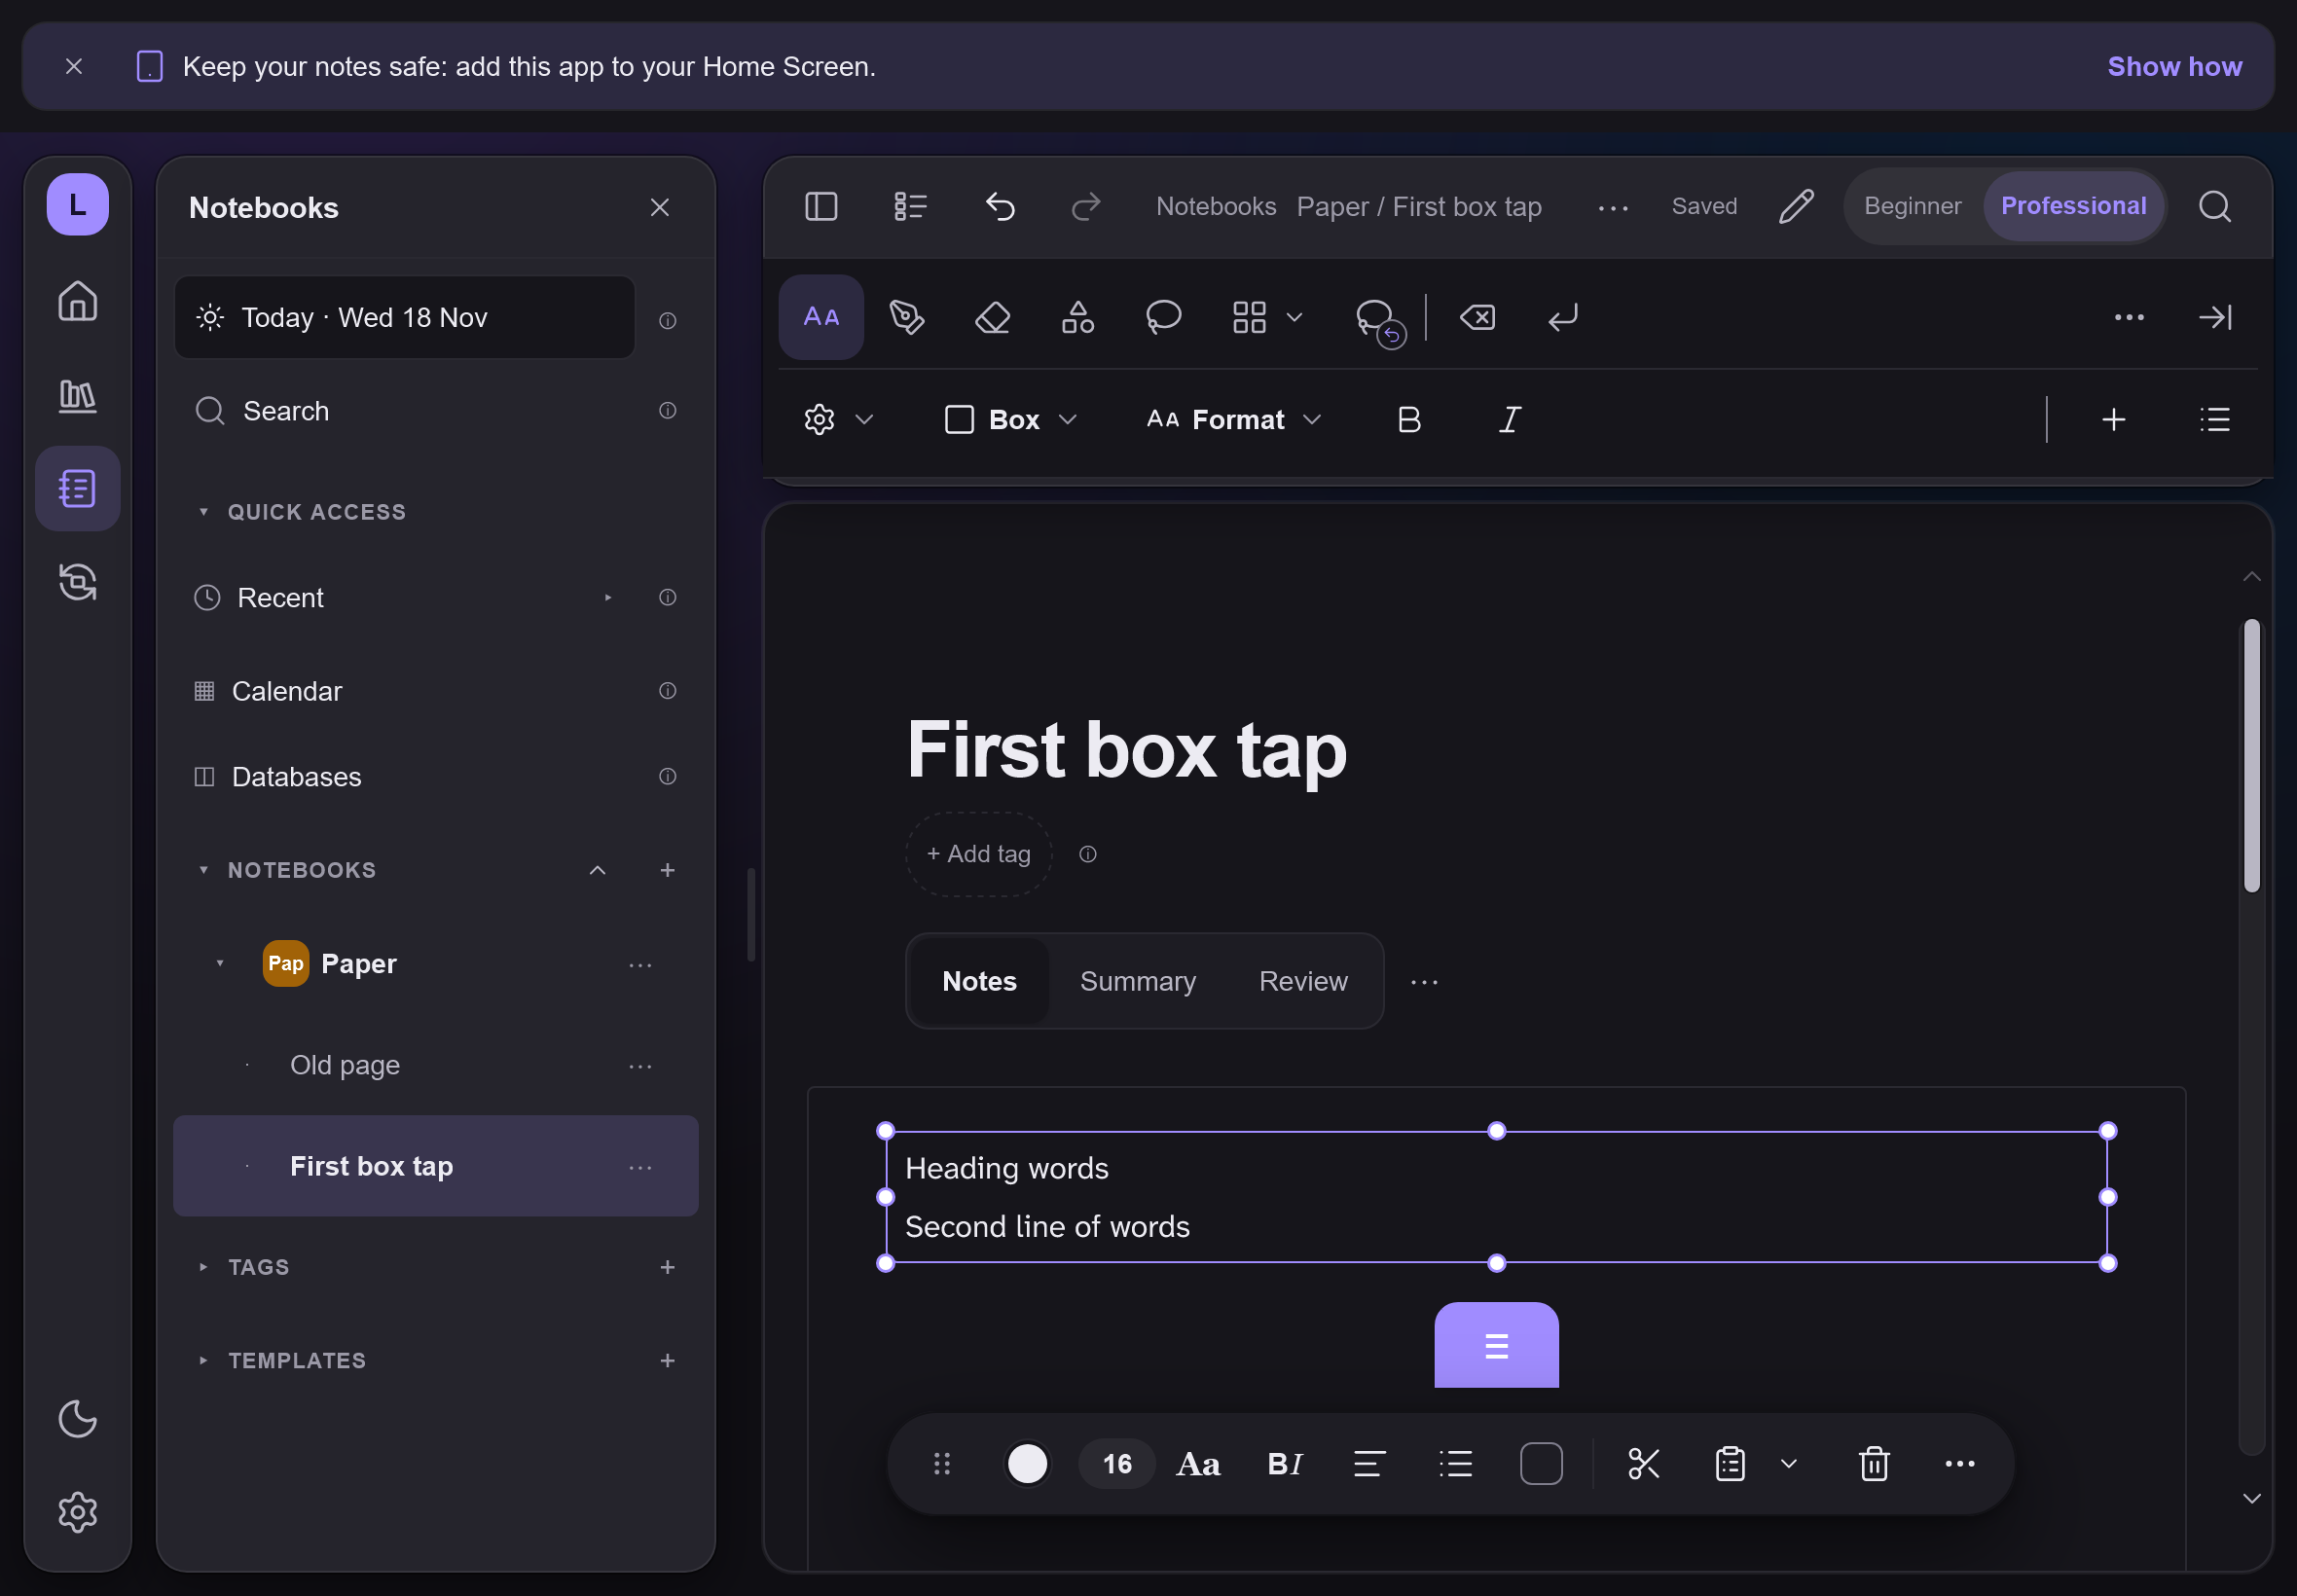 Keep your notes safe: add this app to your Home Screen.
Show how
L
Notebooks
Today · Wed 18 Nov
Search
QUICK ACCESS
Recent
Calendar
Databases
NOTEBOOKS
Pap Paper
Old page
First box tap
TAGS
TEMPLATES
Notebooks Paper / First box tap
Saved
Beginner Professional
AA
Box
AA Format
B I
First box tap
+ Add tag
Notes Summary Review
Heading words
Second line of words
16 Aa BI